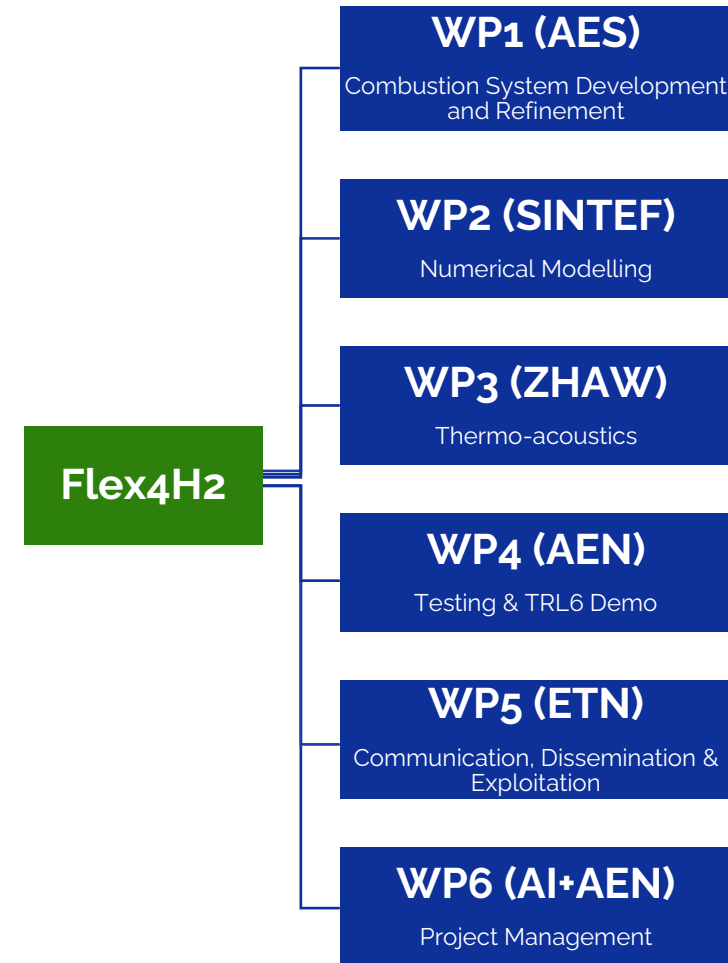 WP1 (AES)
Combustion System Development
and Refinement
WP2 (SINTEF)
Numerical Modelling
WP3 (ZHAW)
Thermo-acoustics
Flex4H2
WP4 (AEN)
Testing & TRL6 Demo
WP5 (ETN)
Communication, Dissemination &
Exploitation
WP6 (AI+AEN)
Project Management